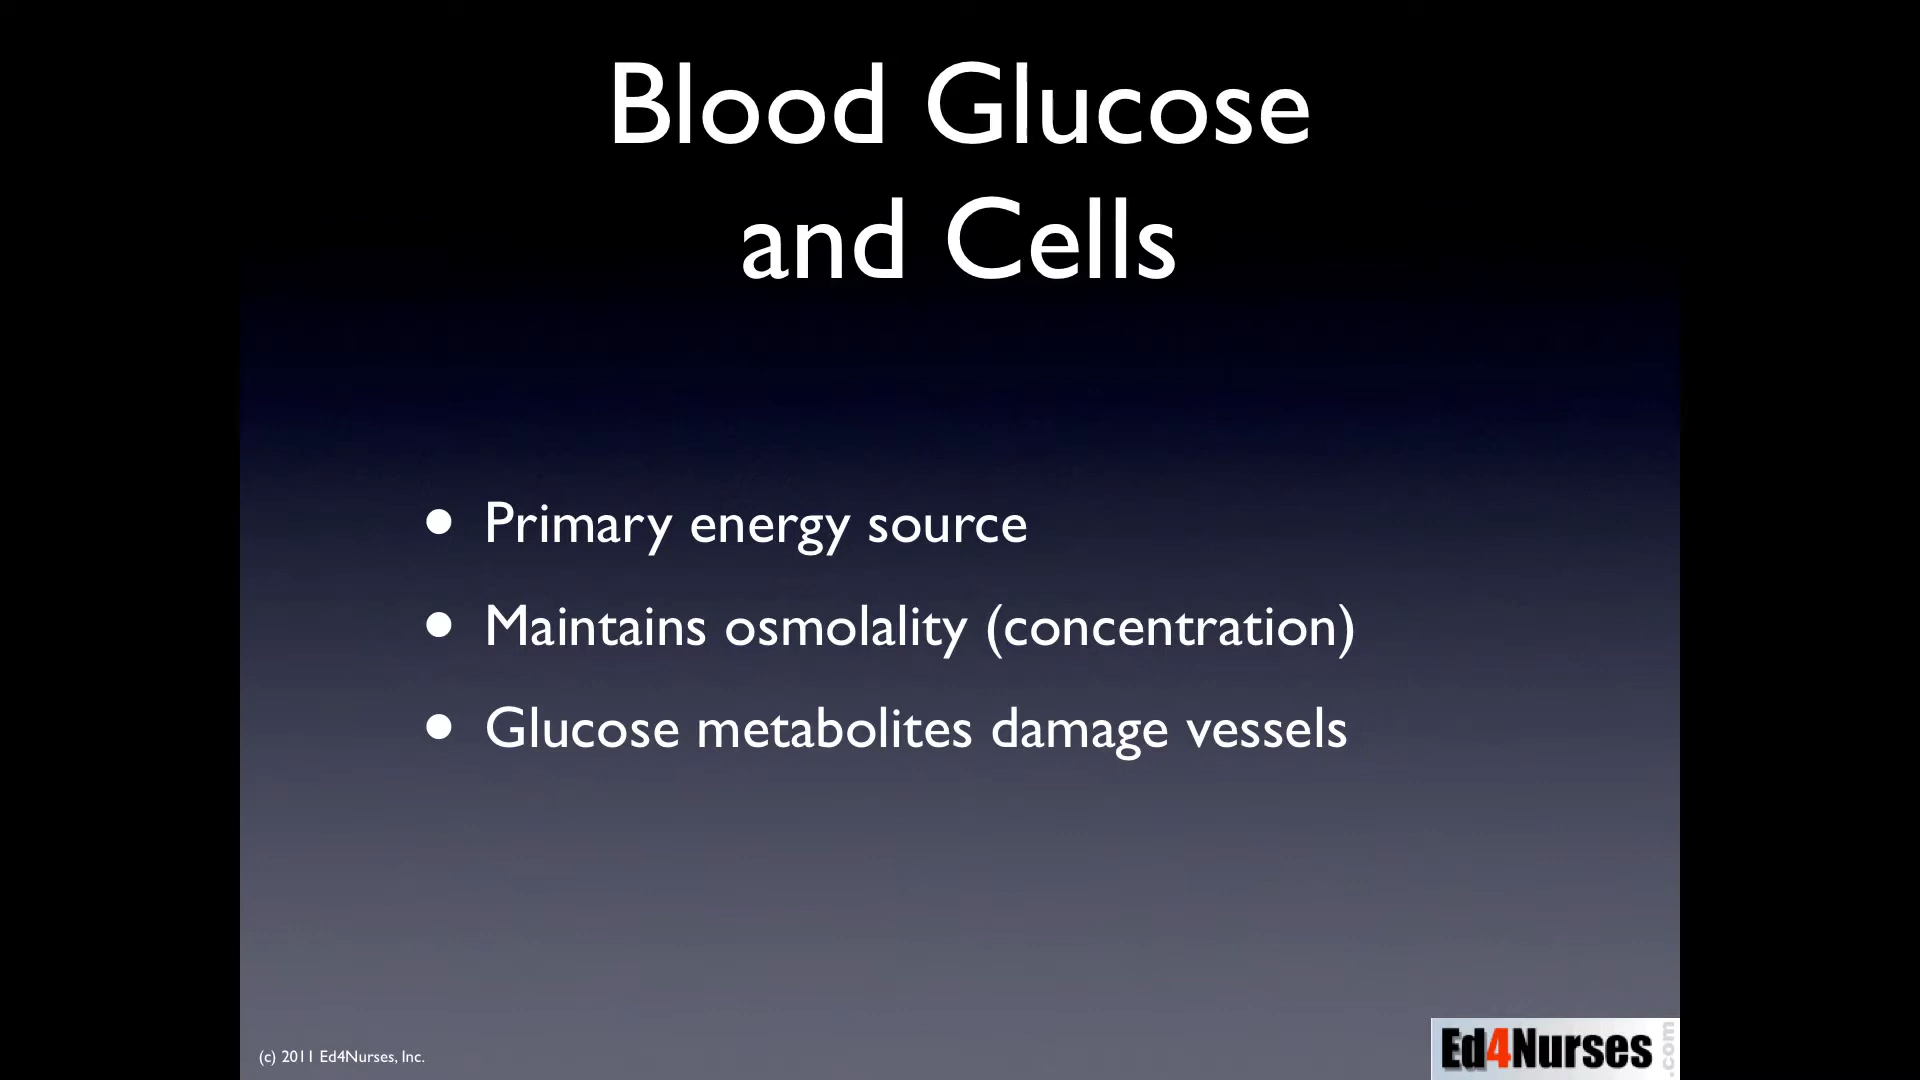 Blood Glucose
and Cells
• Primary energy source
• Maintains osmolality (concentration)
• Glucose metabolites damage vessels
(c) 2011 Ed4Nurses, Inc.
Ed4Nurses.com